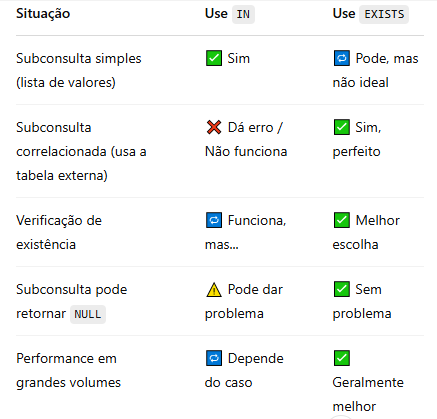 Situação Use IN Use EXISTS
Subconsulta simples ✅ Sim 🔁 Pode, mas
(lista de valores) não ideal
Subconsulta ❌ Dá erro / ✅ Sim,
correlacionada (usa a Não funciona perfeito
tabela externa)
Verificação de 🔁 Funciona, ✅ Melhor
existência mas... escolha
Subconsulta pode ⚠️ Pode dar ✅ Sem
retornar NULL problema problema
Performance em 🔁 Depende ✅
grandes volumes do caso Geralmente
melhor